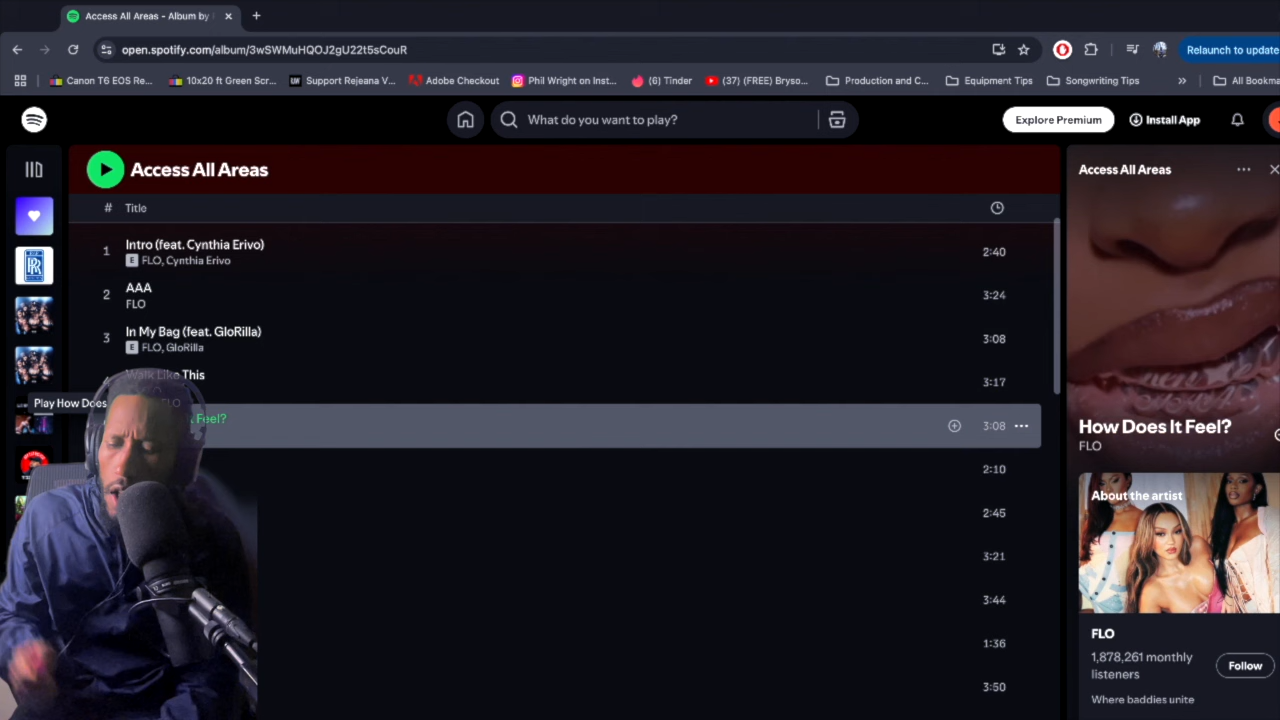 Access All Areas - Album by
open.spotify.com/album/3wSWMuHQOJ2gU22t5sCouR
Relaunch to update
Canon T6 EOS Re...
10x20 ft Green Scr...
Support Rejeana V...
Adobe Checkout
Phil Wright on Inst...
(6) Tinder
(37) (FREE) Bryso...
Production and C...
Equipment Tips
Songwriting Tips
»
All Bookma
What do you want to play?
Explore Premium
Install App
Access All Areas
# Title
1 Intro (feat. Cynthia Erivo) 2:40
E FLO, Cynthia Erivo
2 AAA 3:24
FLO
3 In My Bag (feat. GloRilla) 3:08
E FLO, GloRilla
Walk Like This 3:17
FLO
Play How Does
Feel? 3:08
2:10
2:45
3:21
3:44
1:36
3:50
Access All Areas
How Does It Feel?
FLO
About the artist
FLO
1,878,261 monthly
listeners
Follow
Where baddies unite